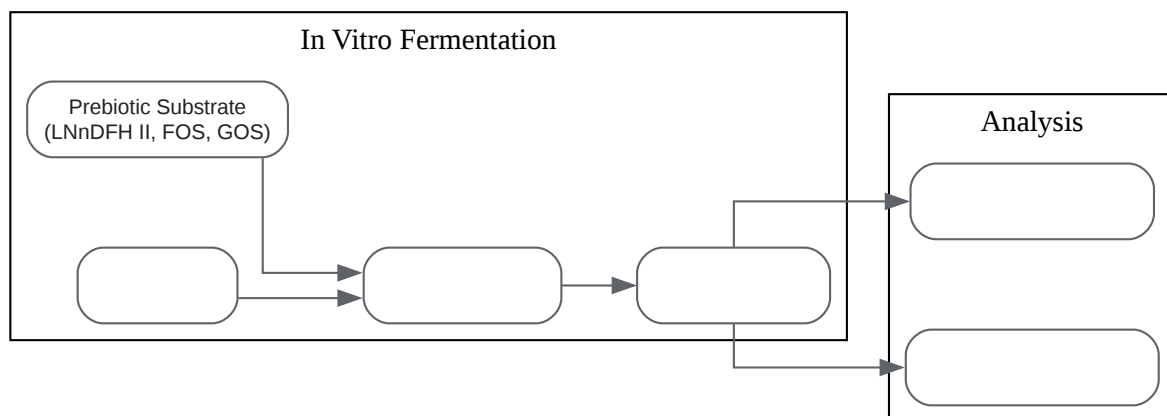 In Vitro Fermentation
Prebiotic Substrate
(LNnDFH II, FOS, GOS)
Analysis